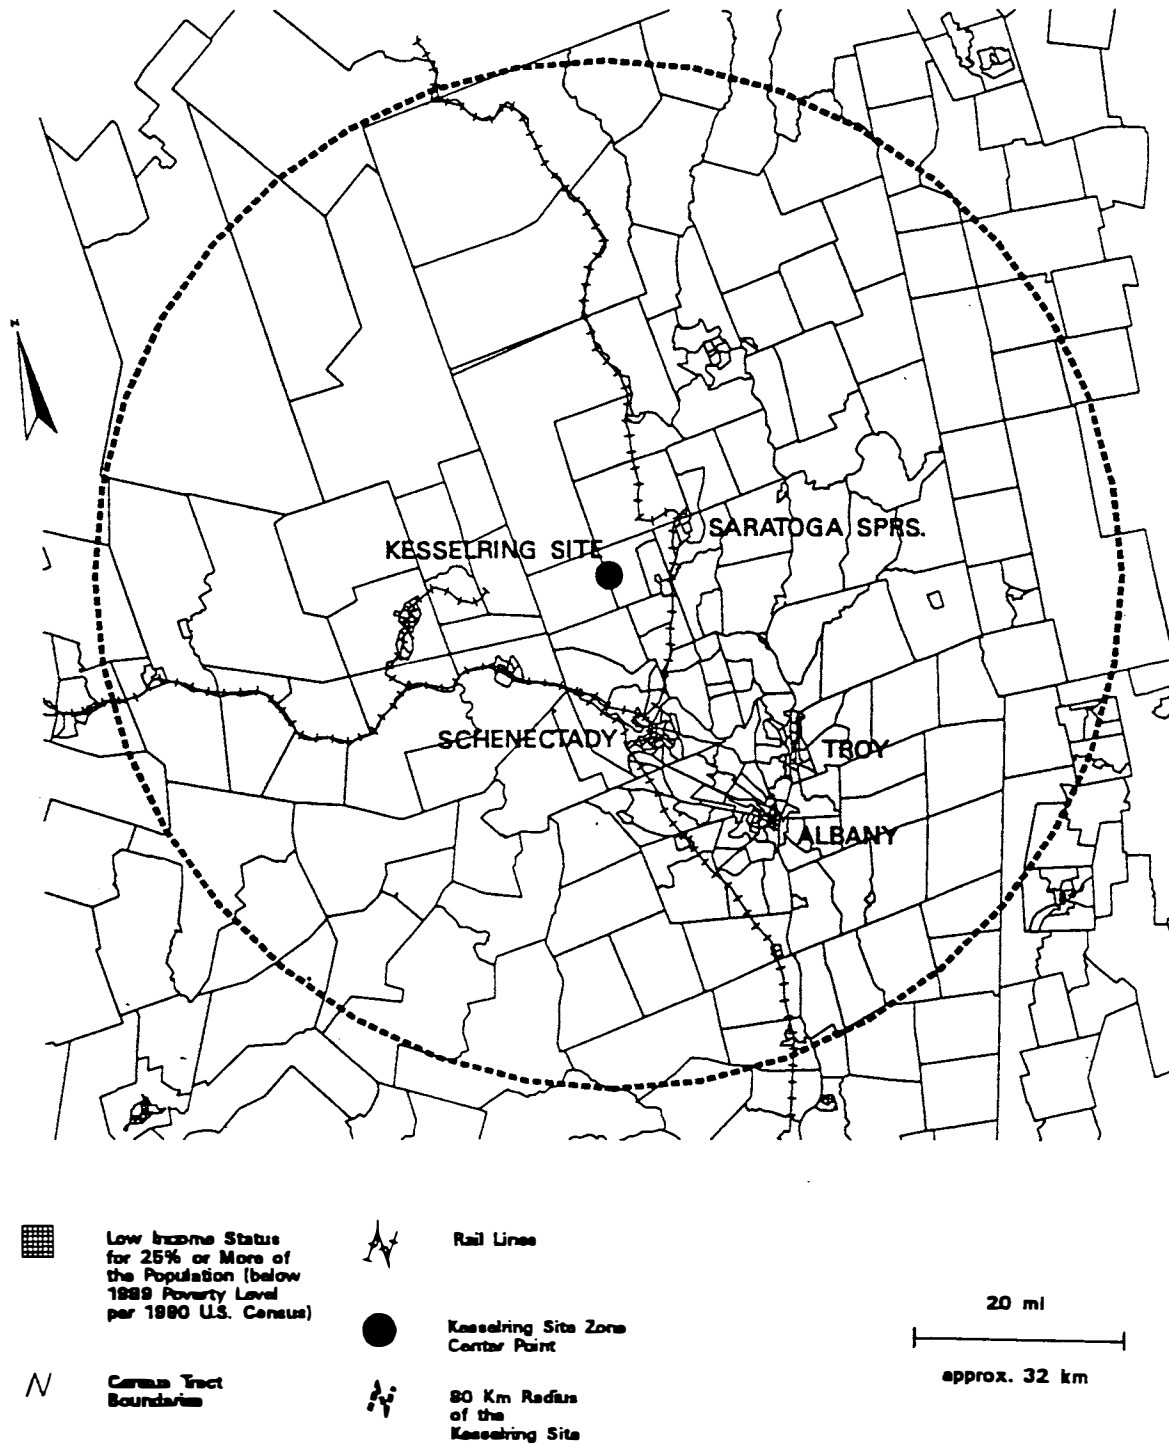 N
SARATOGA SPRS.
KESSELRING SITE
SCHENECTADY
TROY
ALBANY
Low Income Status
for 25% or More of
the Population (below
1989 Poverty Level
per 1990 U.S. Census)
Rail Lines
Kesselring Site Zone
Center Point
Census Tract
Boundaries
80 Km Radius
of the
Kesselring Site
20 mi
approx. 32 km